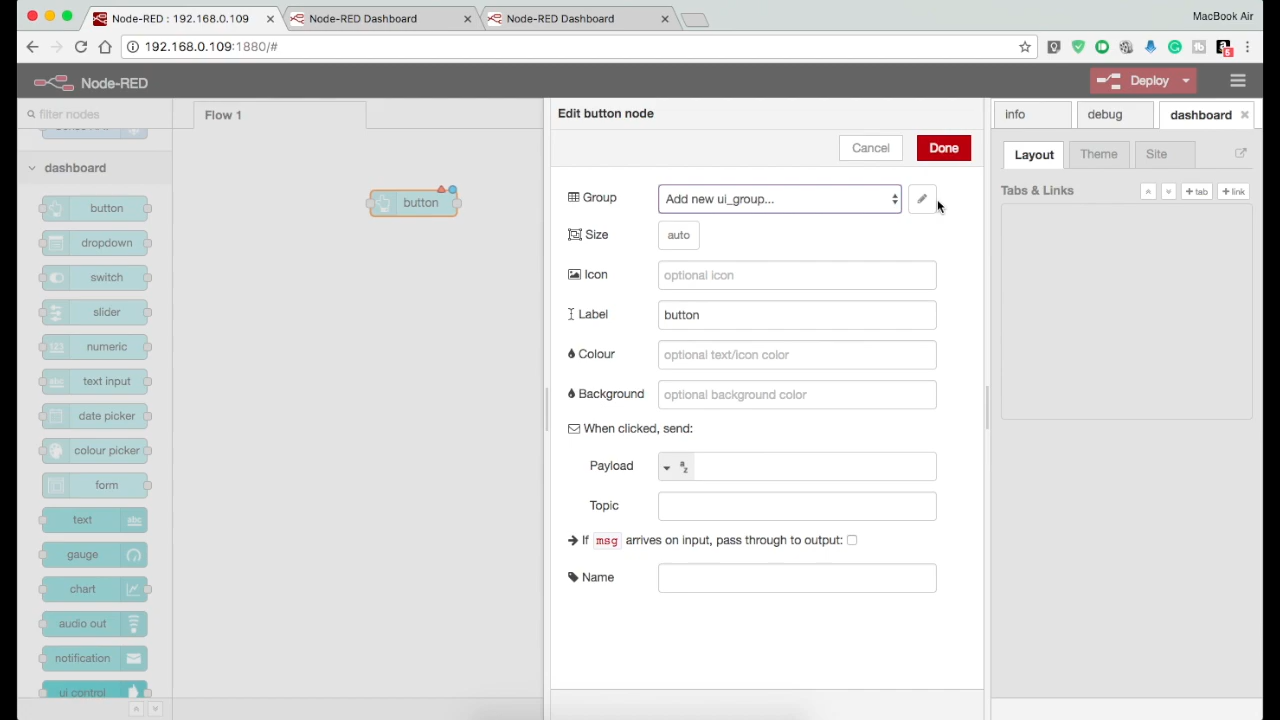 Node-RED : 192.168.0.109
Node-RED Dashboard
Node-RED Dashboard
MacBook Air
192.168.0.109:1880/#
6
Node-RED
Deploy
filter nodes
Flow 1
Edit button node
info
debug
dashboard
Cancel
Done
Layout
Theme
Site
dashboard
Tabs & Links
+ tab
+ link
button
dropdown
switch
slider
numeric
text input
date picker
colour picker
form
text
gauge
chart
audio out
notification
ui control
button
Group
Add new ui_group...
Size
auto
Icon
optional icon
Label
button
Colour
optional text/icon color
Background
optional background color
When clicked, send:
Payload
a z
Topic
If msg arrives on input, pass through to output:
Name